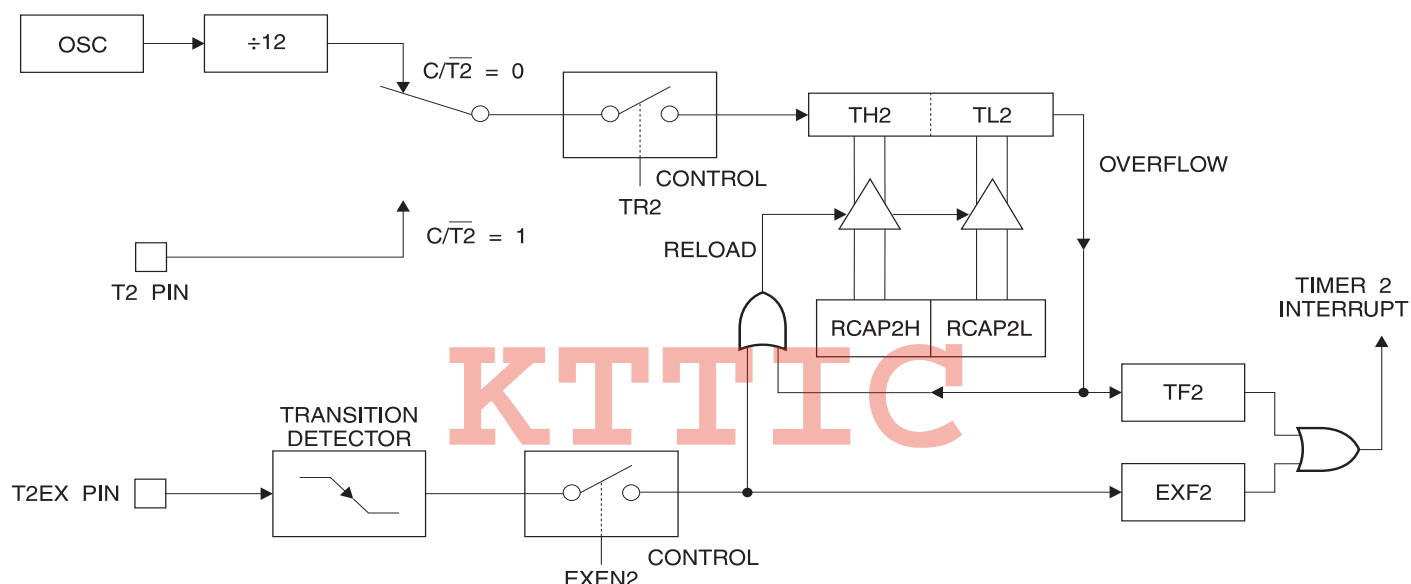 OSC
÷12
C/T2 = 0
TH2
TL2
OVERFLOW
CONTROL
TR2
C/T2 = 1
T2 PIN
RELOAD
RCAP2H
RCAP2L
TIMER 2
INTERRUPT
KTTIC
TF2
TRANSITION
DETECTOR
T2EX PIN
EXF2
CONTROL
EXEN2